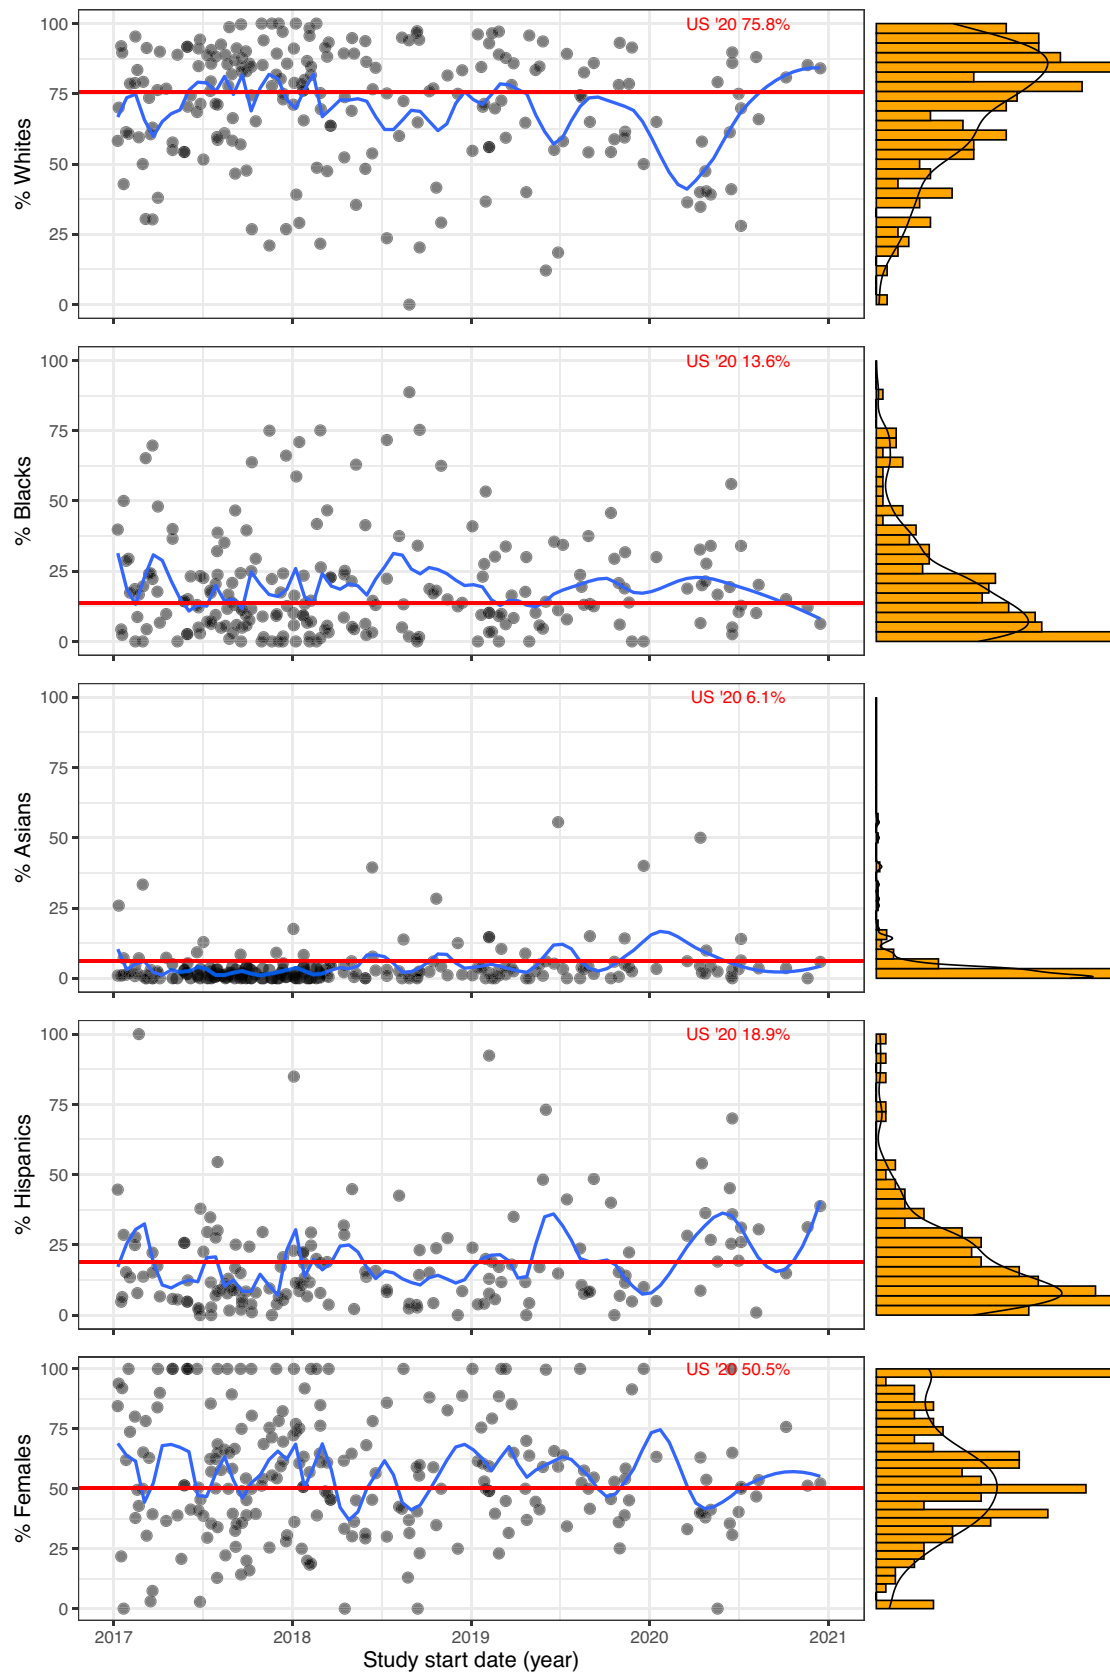 100
US '20 75.8%
75
50
25
0
% Whites
100
US '20 13.6%
75
50
25
0
% Blacks
100
US '20 6.1%
75
50
25
0
% Asians
100
US '20 18.9%
75
50
25
0
% Hispanics
100
US '20 50.5%
75
50
25
0
% Females
2017 2018 2019 2020 2021
Study start date (year)